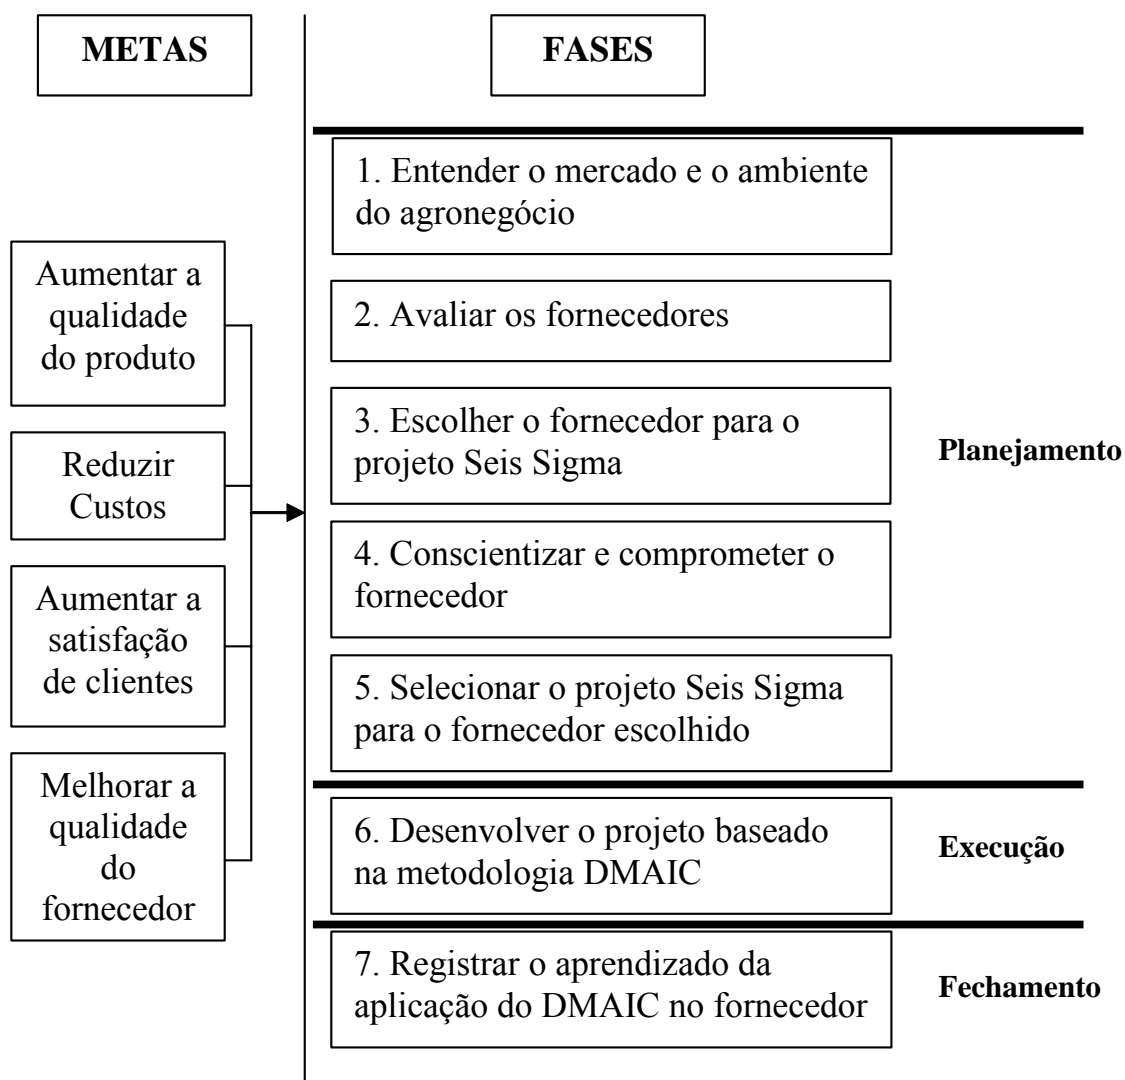 METAS
FASES
Aumentar a
qualidade
do produto
Reduzir
Custos
Aumentar a
satisfação
de clientes
Melhorar a
qualidade
do
fornecedor
1. Entender o mercado e o ambiente
do agronegócio
2. Avaliar os fornecedores
3. Escolher o fornecedor para o
projeto Seis Sigma
4. Conscientizar e comprometer o
fornecedor
5. Selecionar o projeto Seis Sigma
para o fornecedor escolhido
Planejamento
6. Desenvolver o projeto baseado
na metodologia DMAIC
Execução
7. Registrar o aprendizado da
aplicação do DMAIC no fornecedor
Fechamento